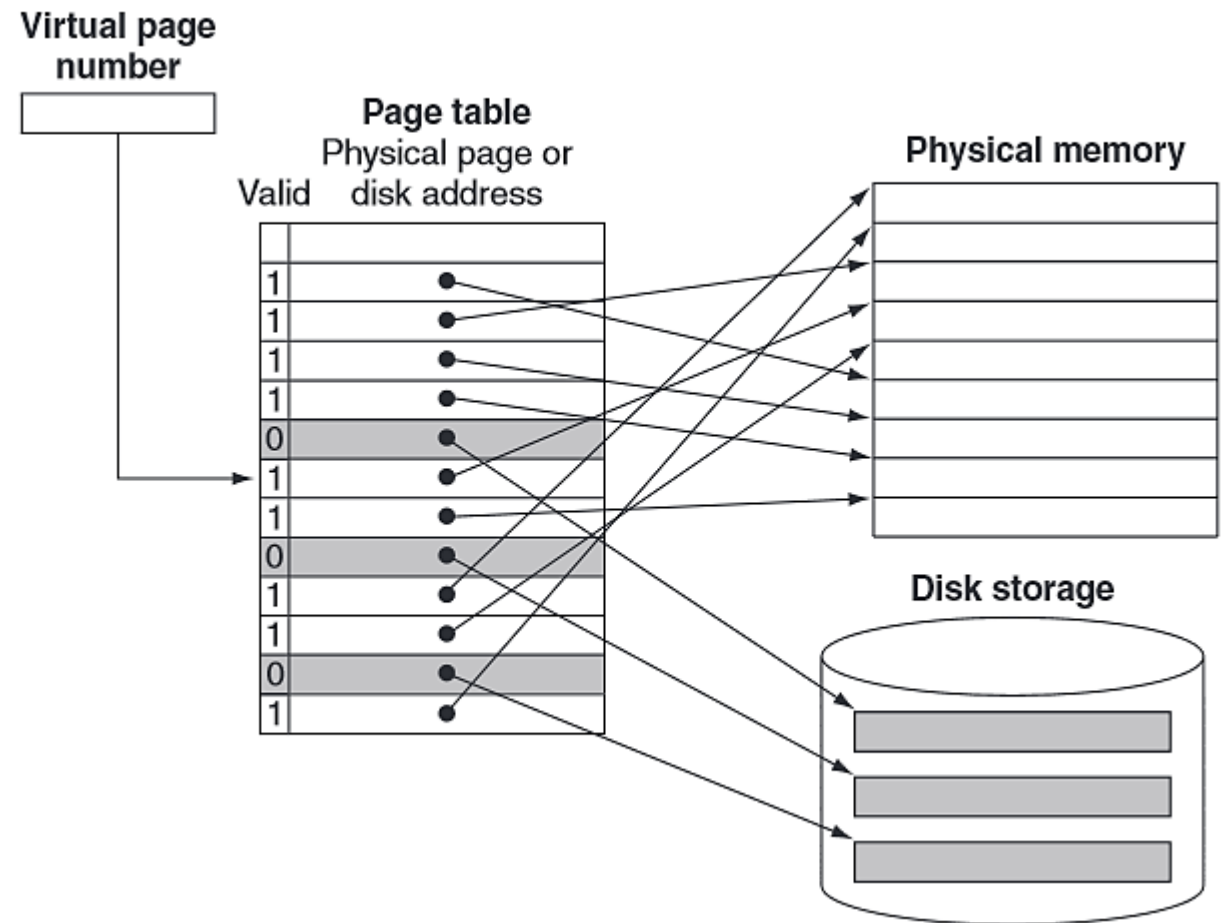 Virtual page
number
Page table
Physical page or
Valid disk address
Physical memory
1
1
1
1
0
1
1
0
1
1
0
1
Disk storage